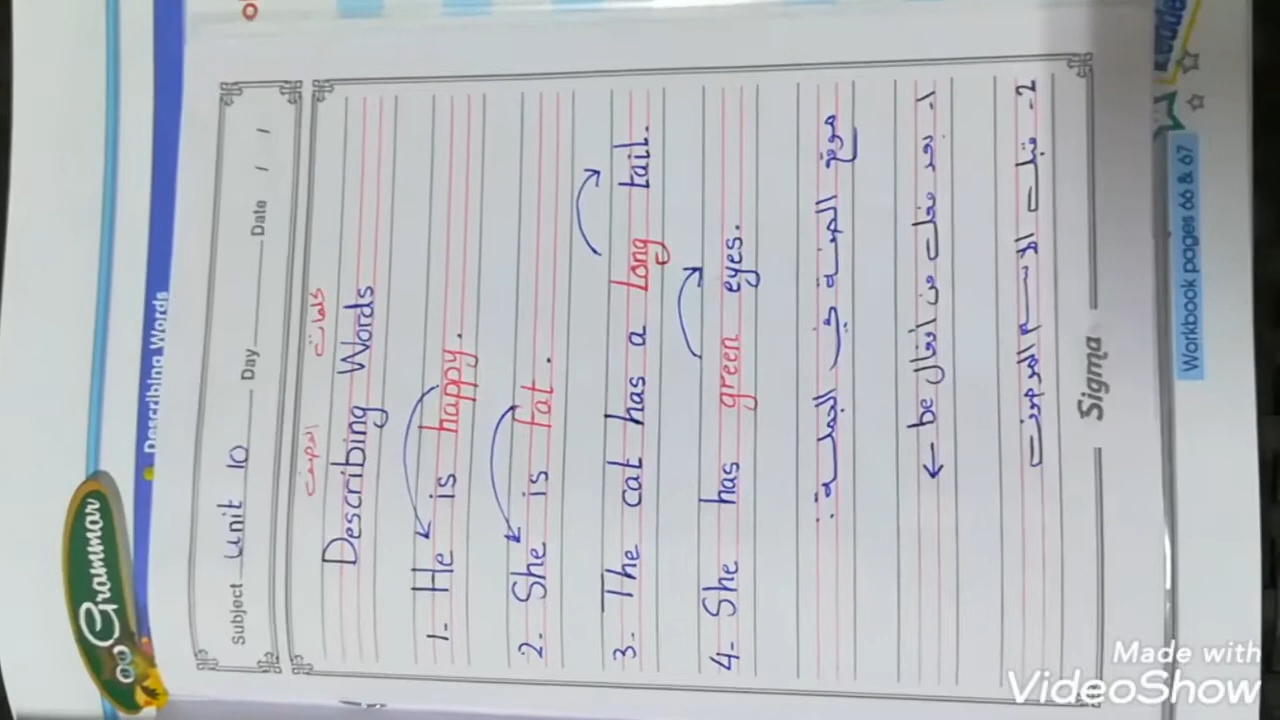 Grammar
Describing Words
Subject Unit 10 Day Date / /
كلمات الوصف
Describing Words
1- He is happy.
2- She is fat.
3- The cat has a long tail.
4- She has green eyes.
موقع الصفة في الجملة:
1- بعد فعل من أفعال be ←
2- قبل الاسم الموصوف
Sigma
Workbook pages 66 & 67
Made with
VideoShow